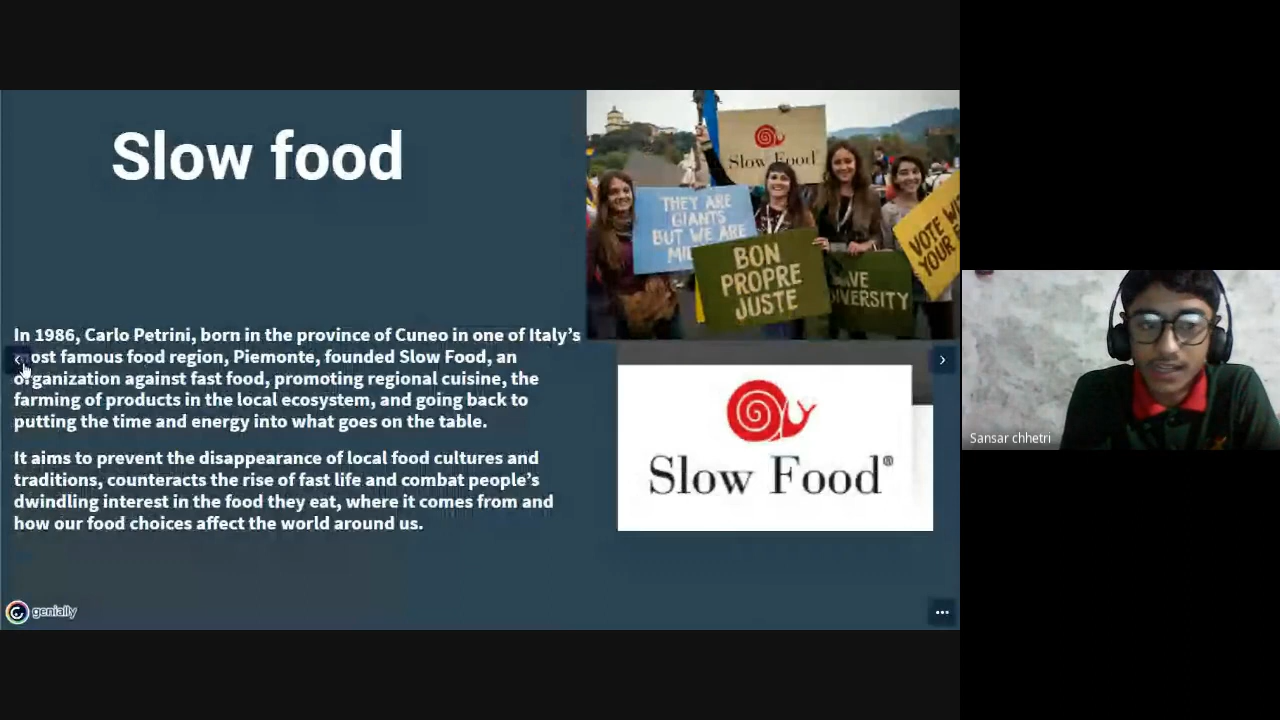 Slow food
In 1986, Carlo Petrini, born in the province of Cuneo in one of Italy’s
most famous food region, Piemonte, founded Slow Food, an
organization against fast food, promoting regional cuisine, the
farming of products in the local ecosystem, and going back to
putting the time and energy into what goes on the table.
It aims to prevent the disappearance of local food cultures and
traditions, counteracts the rise of fast life and combat people’s
dwindling interest in the food they eat, where it comes from and
how our food choices affect the world around us.
Slow Food
THEY ARE
GIANTS
BUT WE ARE
BON
PROPRE
JUSTE
VOTE
YOUR
Slow Food®
genially
Sansar chhetri